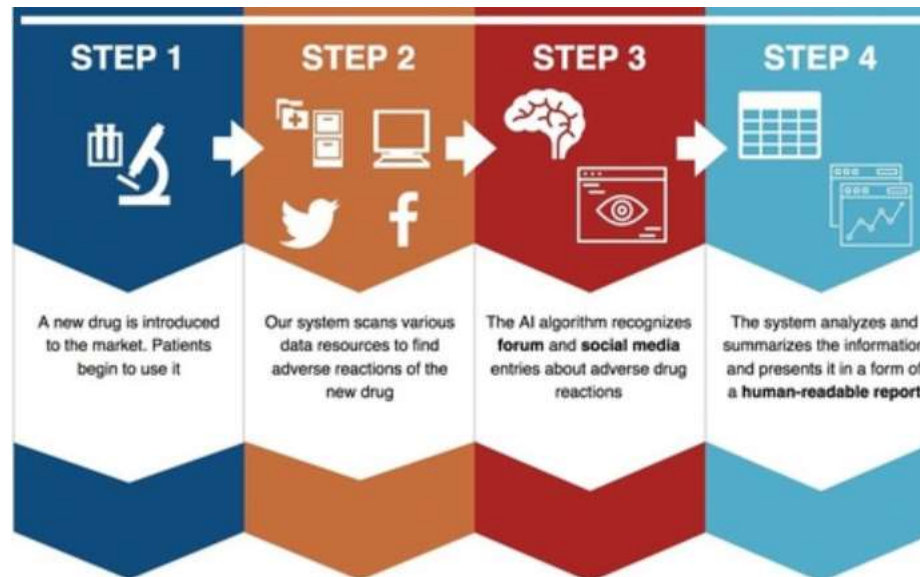 STEP 1
A new drug is introduced
to the market. Patients
begin to use it
STEP 2
Our system scans various
data resources to find
adverse reactions of the
new drug
STEP 3
The AI algorithm recognizes
forum and social media
entries about adverse drug
reactions
STEP 4
The system analyzes and
summarizes the information
and presents it in a form of
a human-readable report